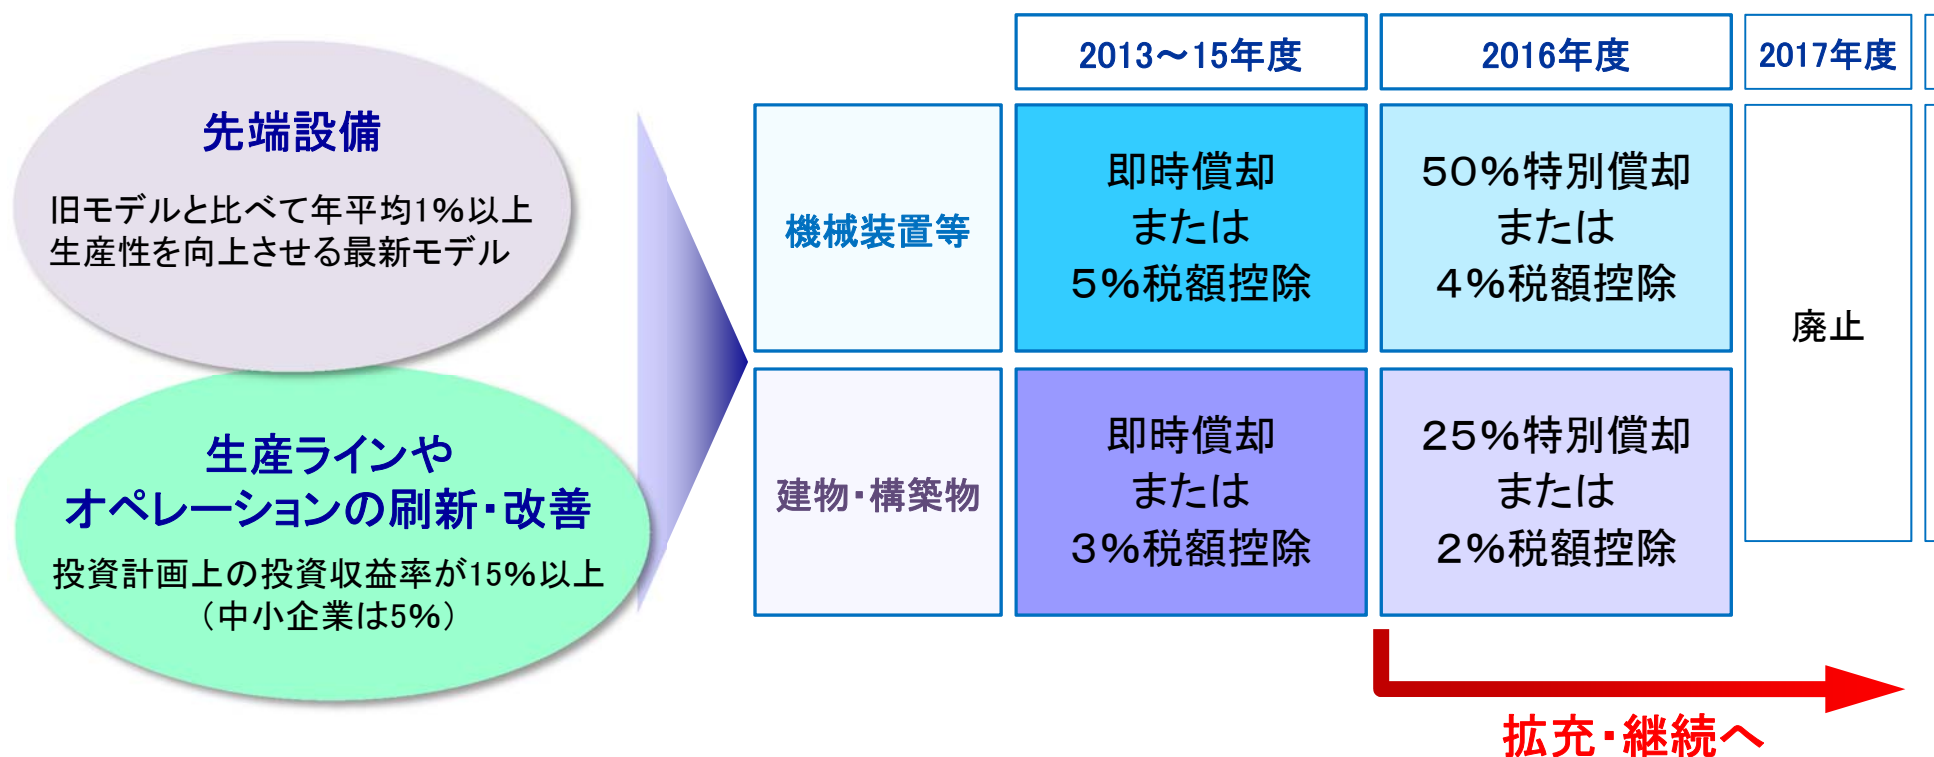 先端設備
旧モデルと比べて年平均1％以上
生産性を向上させる最新モデル
生産ラインや
オペレーションの刷新・改善
投資計画上の投資収益率が15％以上
（中小企業は5％）
2013～15年度
2016年度
2017年度
機械装置等
即時償却
または
５％税額控除
５０％特別償却
または
４％税額控除
廃止
建物・構築物
即時償却
または
３％税額控除
２５％特別償却
または
２％税額控除
拡充・継続へ